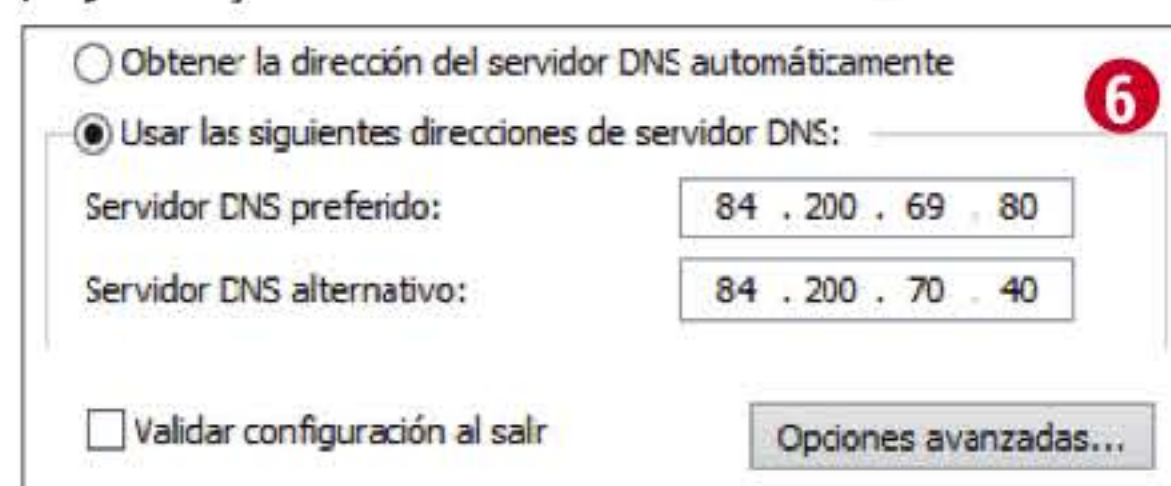 Obtener la dirección del servidor DNS automáticamente
6
Usar las siguientes direcciones de servidor DNS:
Servidor DNS preferido: 84 . 200 . 69 . 80
Servidor DNS alternativo: 84 . 200 . 70 . 40
Validar configuración al salir
Opciones avanzadas...